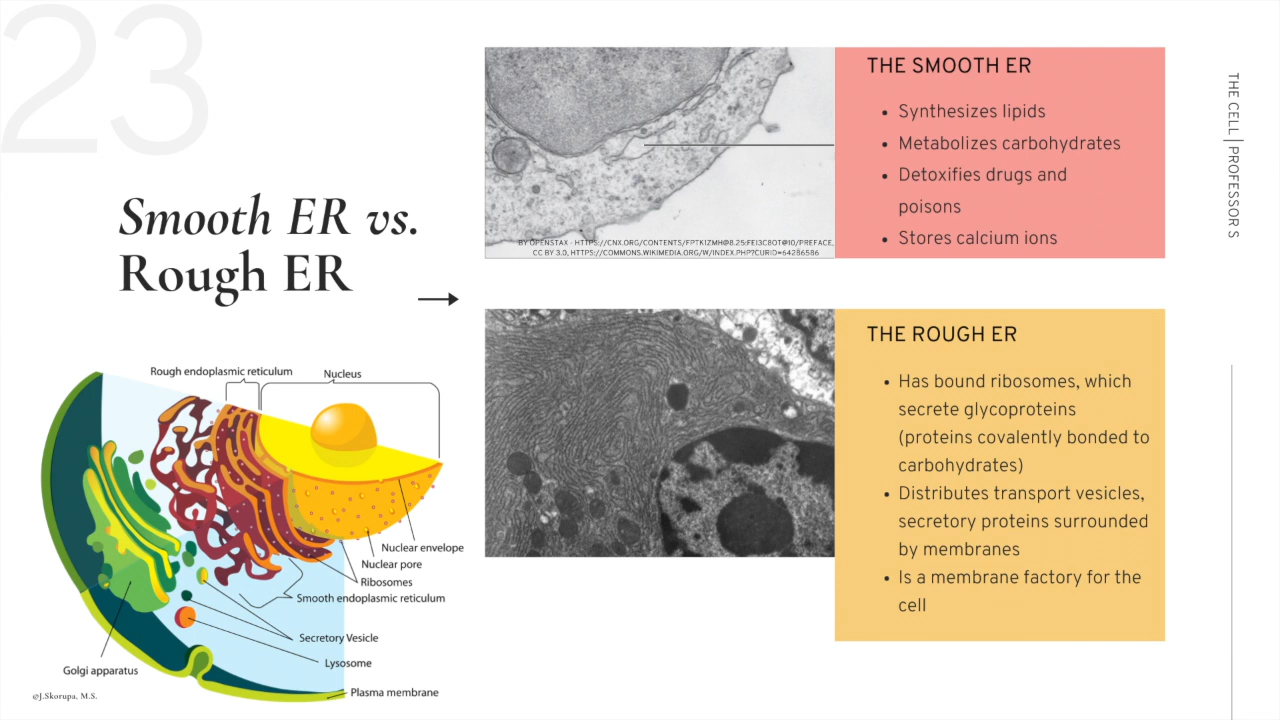 23
Smooth ER vs.
Rough ER
THE SMOOTH ER
• Synthesizes lipids
• Metabolizes carbohydrates
• Detoxifies drugs and
poisons
• Stores calcium ions
BY OPENSTAX - HTTPS://CNX.ORG/CONTENTS/FPTKIZMH@8.25:FEI3C8OT@10/PREFACE,
CC BY 3.0, HTTPS://COMMONS.WIKIMEDIA.ORG/W/INDEX.PHP?CURID=64286586
THE ROUGH ER
• Has bound ribosomes, which
secrete glycoproteins
(proteins covalently bonded to
carbohydrates)
• Distributes transport vesicles,
secretory proteins surrounded
by membranes
• Is a membrane factory for the
cell
Rough endoplasmic reticulum
Nucleus
Nuclear envelope
Nuclear pore
Ribosomes
Smooth endoplasmic reticulum
Secretory Vesicle
Lysosome
Golgi apparatus
Plasma membrane
@J.Skorupa, M.S.
THE CELL | PROFESSOR S